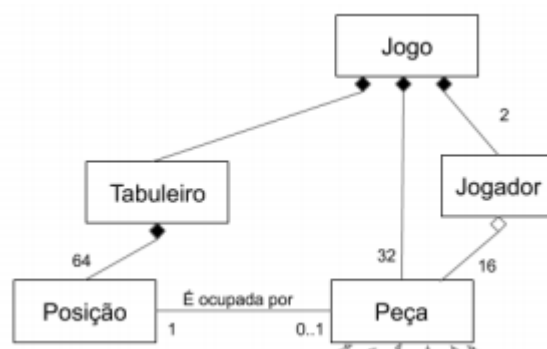 Jogo
2
Tabuleiro
Jogador
64
32
16
Posição
É ocupada por
Peça
1
0..1